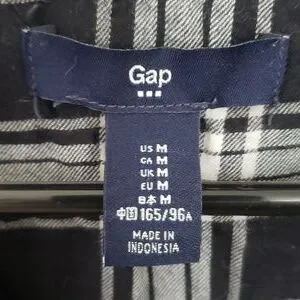 Gap
US M
CA M
UK M
EU M
日本 M
中国 165/96A
MADE IN
INDONESIA